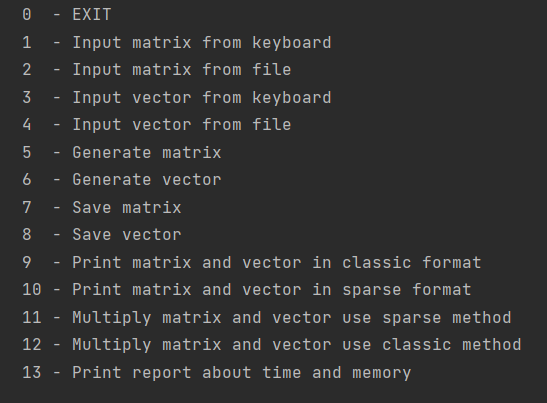 0  - EXIT
1  - Input matrix from keyboard
2  - Input matrix from file
3  - Input vector from keyboard
4  - Input vector from file
5  - Generate matrix
6  - Generate vector
7  - Save matrix
8  - Save vector
9  - Print matrix and vector in classic format
10 - Print matrix and vector in sparse format
11 - Multiply matrix and vector use sparse method
12 - Multiply matrix and vector use classic method
13 - Print report about time and memory